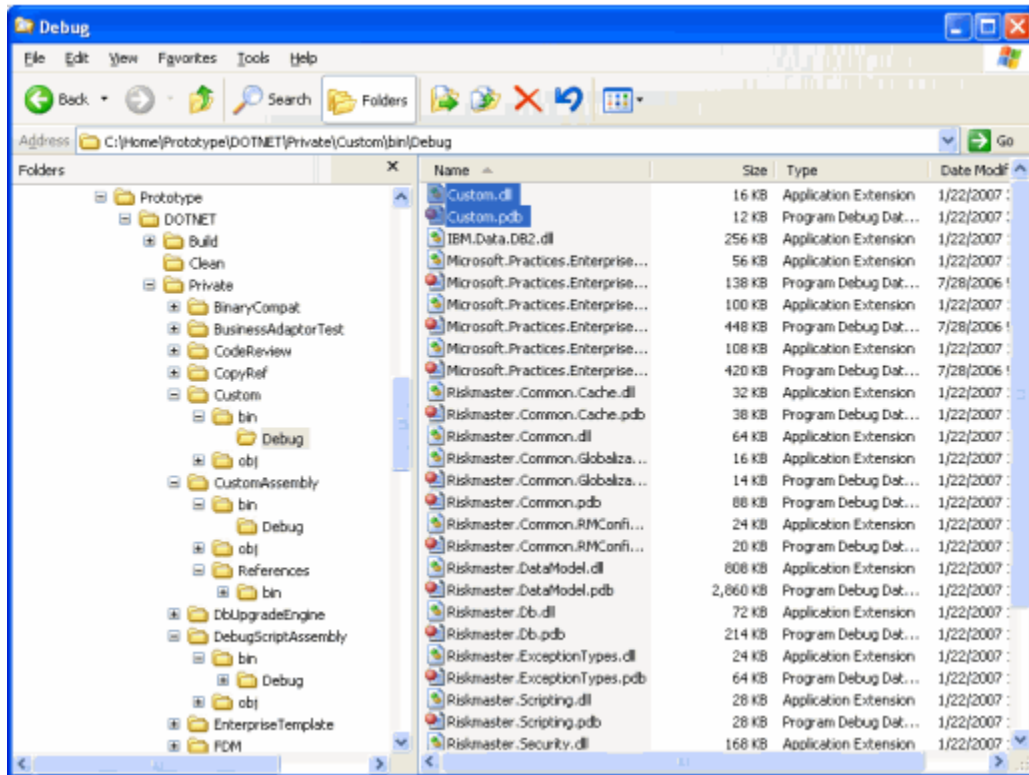 Debug
File Edit View Favorites Tools Help
Back Search Folders
Address C:\Home\Prototype\DOTNET\Private\Custom\bin\Debug Go
Folders
Prototype
DOTNET
Build
Clean
Private
BinaryCompat
BusinessAdaptorTest
CodeReview
CopyRef
Custom
bin
Debug
obj
CustomAssembly
bin
Debug
obj
References
bin
DbUpgradeEngine
DebugScriptAssembly
bin
Debug
obj
EnterpriseTemplate
FDM
Name Size Type Date Modif
Custom.dll 16 KB Application Extension 1/22/2007
Custom.pdb 12 KB Program Debug Dat... 1/22/2007
IBM.Data.DB2.dll 256 KB Application Extension 1/22/2007
Microsoft.Practices.Enterprise... 56 KB Application Extension 1/22/2007
Microsoft.Practices.Enterprise... 138 KB Program Debug Dat... 7/28/2006
Microsoft.Practices.Enterprise... 100 KB Application Extension 1/22/2007
Microsoft.Practices.Enterprise... 448 KB Program Debug Dat... 7/28/2006
Microsoft.Practices.Enterprise... 108 KB Application Extension 1/22/2007
Microsoft.Practices.Enterprise... 420 KB Program Debug Dat... 7/28/2006
Riskmaster.Common.Cache.dll 32 KB Application Extension 1/22/2007
Riskmaster.Common.Cache.pdb 38 KB Program Debug Dat... 1/22/2007
Riskmaster.Common.dll 64 KB Application Extension 1/22/2007
Riskmaster.Common.Globaliza... 16 KB Application Extension 1/22/2007
Riskmaster.Common.Globaliza... 14 KB Program Debug Dat... 1/22/2007
Riskmaster.Common.pdb 88 KB Program Debug Dat... 1/22/2007
Riskmaster.Common.RMConfi... 24 KB Application Extension 1/22/2007
Riskmaster.Common.RMConfi... 20 KB Program Debug Dat... 1/22/2007
Riskmaster.DataModel.dll 808 KB Application Extension 1/22/2007
Riskmaster.DataModel.pdb 2,860 KB Program Debug Dat... 1/22/2007
Riskmaster.Db.dll 72 KB Application Extension 1/22/2007
Riskmaster.Db.pdb 214 KB Program Debug Dat... 1/22/2007
Riskmaster.ExceptionTypes.dll 24 KB Application Extension 1/22/2007
Riskmaster.ExceptionTypes.pdb 64 KB Program Debug Dat... 1/22/2007
Riskmaster.Scripting.dll 28 KB Application Extension 1/22/2007
Riskmaster.Scripting.pdb 28 KB Program Debug Dat... 1/22/2007
Riskmaster.Security.dll 168 KB Application Extension 1/22/2007